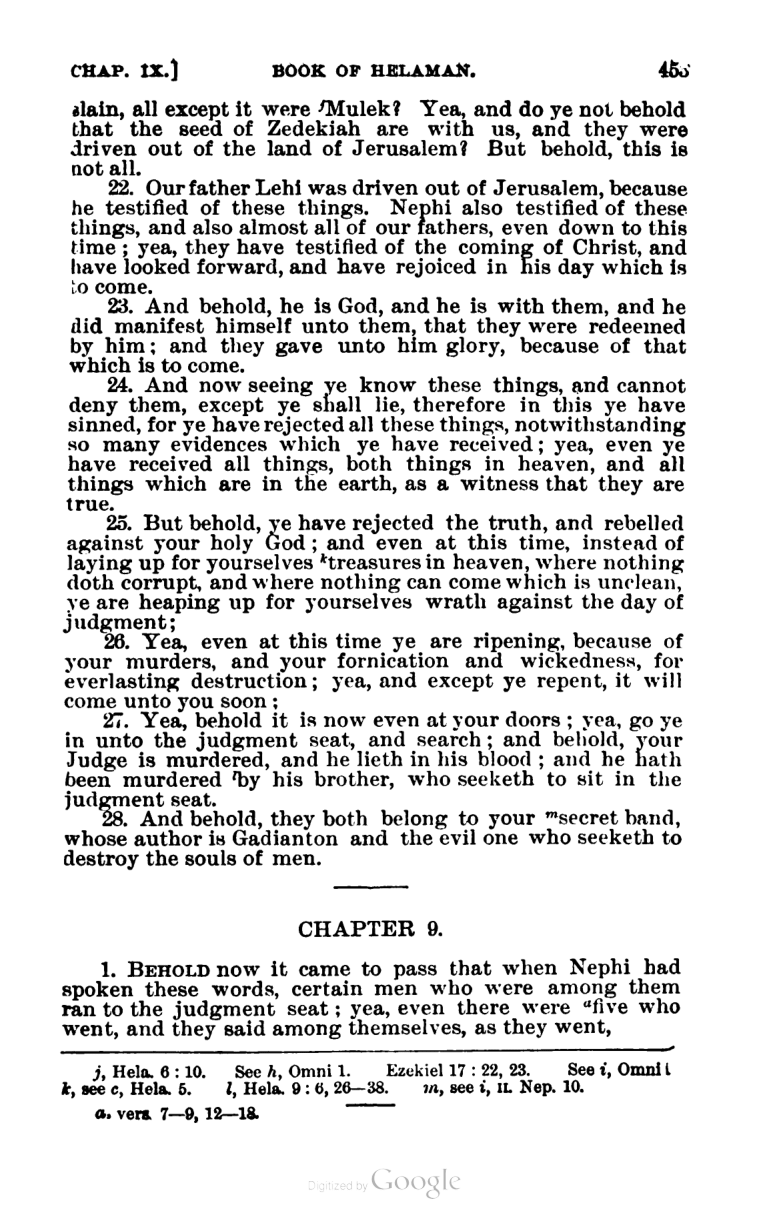 CHAP. IX.] BOOK OF HELAMAN. 455
slain, all except it were ʲMulek? Yea, and do ye not behold
that the seed of Zedekiah are with us, and they were
driven out of the land of Jerusalem? But behold, this is
not all.
22. Our father Lehi was driven out of Jerusalem, because
he testified of these things. Nephi also testified of these
things, and also almost all of our fathers, even down to this
time; yea, they have testified of the coming of Christ, and
have looked forward, and have rejoiced in his day which is
to come.
23. And behold, he is God, and he is with them, and he
did manifest himself unto them, that they were redeemed
by him; and they gave unto him glory, because of that
which is to come.
24. And now seeing ye know these things, and cannot
deny them, except ye shall lie, therefore in this ye have
sinned, for ye have rejected all these things, notwithstanding
so many evidences which ye have received; yea, even ye
have received all things, both things in heaven, and all
things which are in the earth, as a witness that they are
true.
25. But behold, ye have rejected the truth, and rebelled
against your holy God; and even at this time, instead of
laying up for yourselves ᵏtreasures in heaven, where nothing
doth corrupt, and where nothing can come which is unclean,
ye are heaping up for yourselves wrath against the day of
judgment;
26. Yea, even at this time ye are ripening, because of
your murders, and your fornication and wickedness, for
everlasting destruction; yea, and except ye repent, it will
come unto you soon;
27. Yea, behold it is now even at your doors; yea, go ye
in unto the judgment seat, and search; and behold, your
Judge is murdered, and he lieth in his blood; and he hath
been murdered ˡby his brother, who seeketh to sit in the
judgment seat.
28. And behold, they both belong to your ᵐsecret band,
whose author is Gadianton and the evil one who seeketh to
destroy the souls of men.
CHAPTER 9.
1. BEHOLD now it came to pass that when Nephi had
spoken these words, certain men who were among them
ran to the judgment seat; yea, even there were ᵃfive who
went, and they said among themselves, as they went,
j, Hela. 6:10. See h, Omni 1. Ezekiel 17:22, 23. See i, Omni 1
k, see c, Hela. 5. l, Hela. 9:6, 26—38. m, see i, II. Nep. 10.
a, vers. 7—9, 12—18.
Digitized by Google